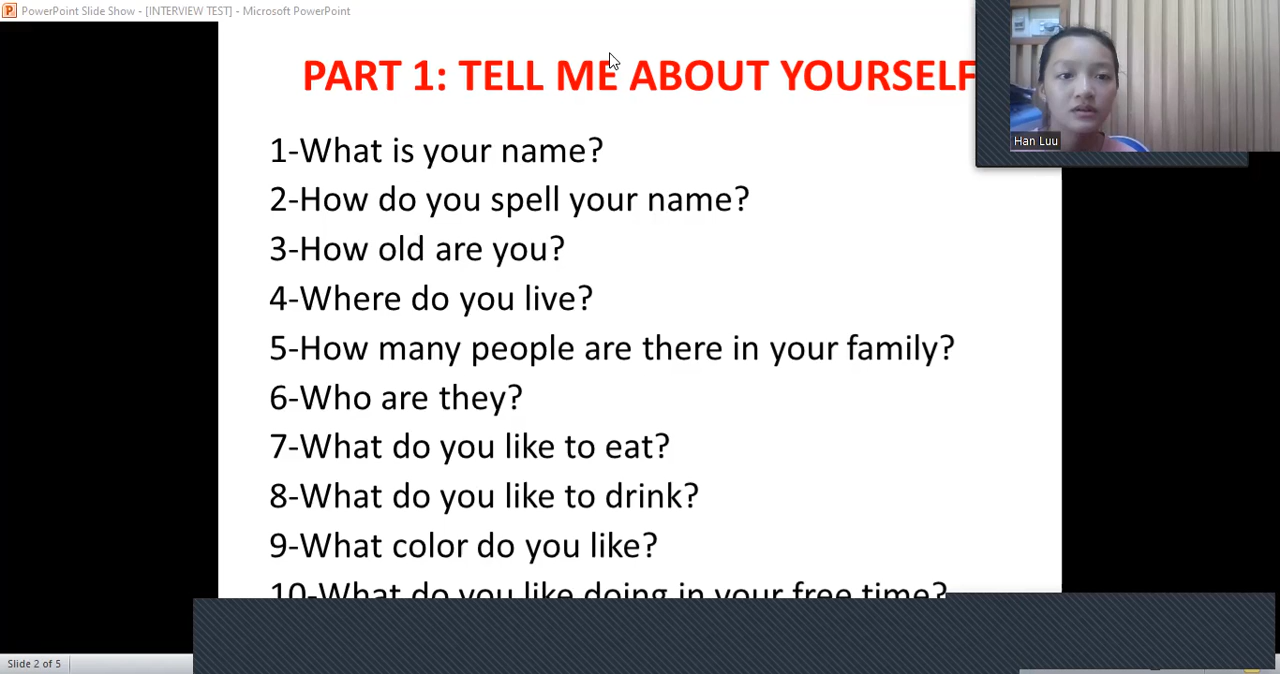 PowerPoint Slide Show - [INTERVIEW TEST] - Microsoft PowerPoint
PART 1: TELL ME ABOUT YOURSELF
Han Luu
1-What is your name?
2-How do you spell your name?
3-How old are you?
4-Where do you live?
5-How many people are there in your family?
6-Who are they?
7-What do you like to eat?
8-What do you like to drink?
9-What color do you like?
10-What do you like doing in your free time?
Slide 2 of 5